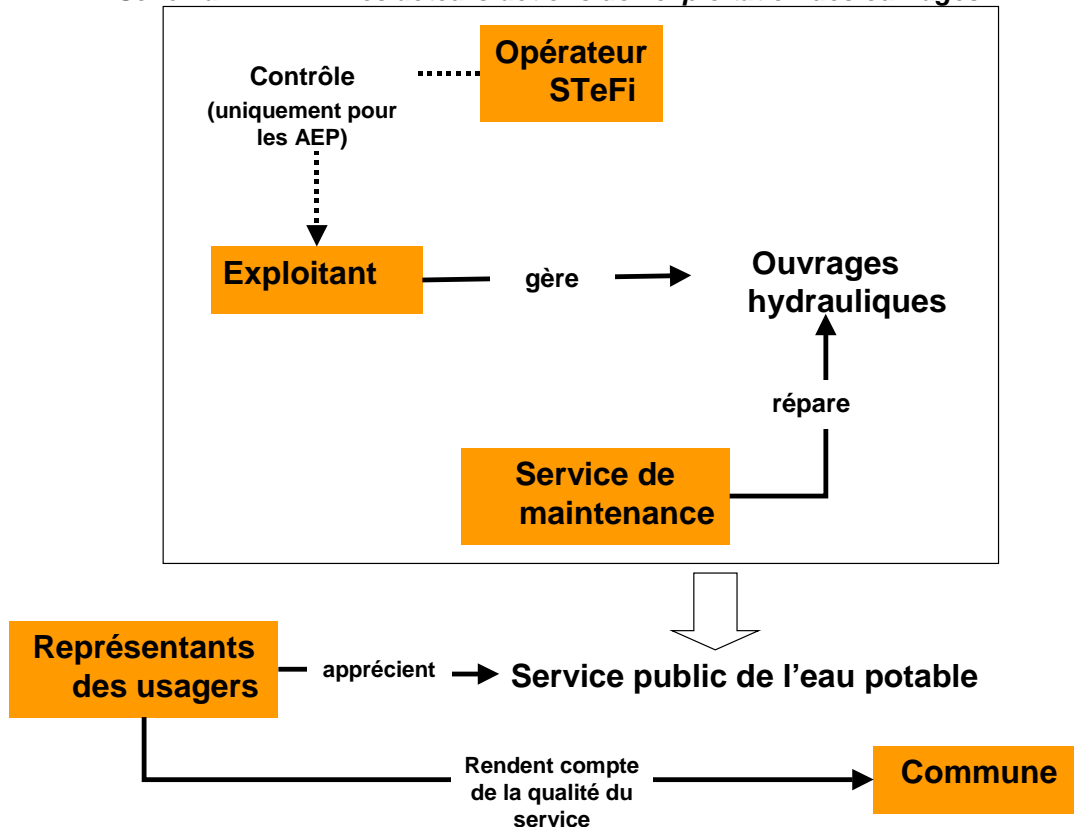 Opérateur
STeFi
Contrôle
(uniquement pour
les AEP)
Exploitant
gère
Ouvrages
hydrauliques
répare
Service de
maintenance
Représentants
des usagers
apprécient
Service public de l'eau potable
Rendent compte
de la qualité du
service
Commune